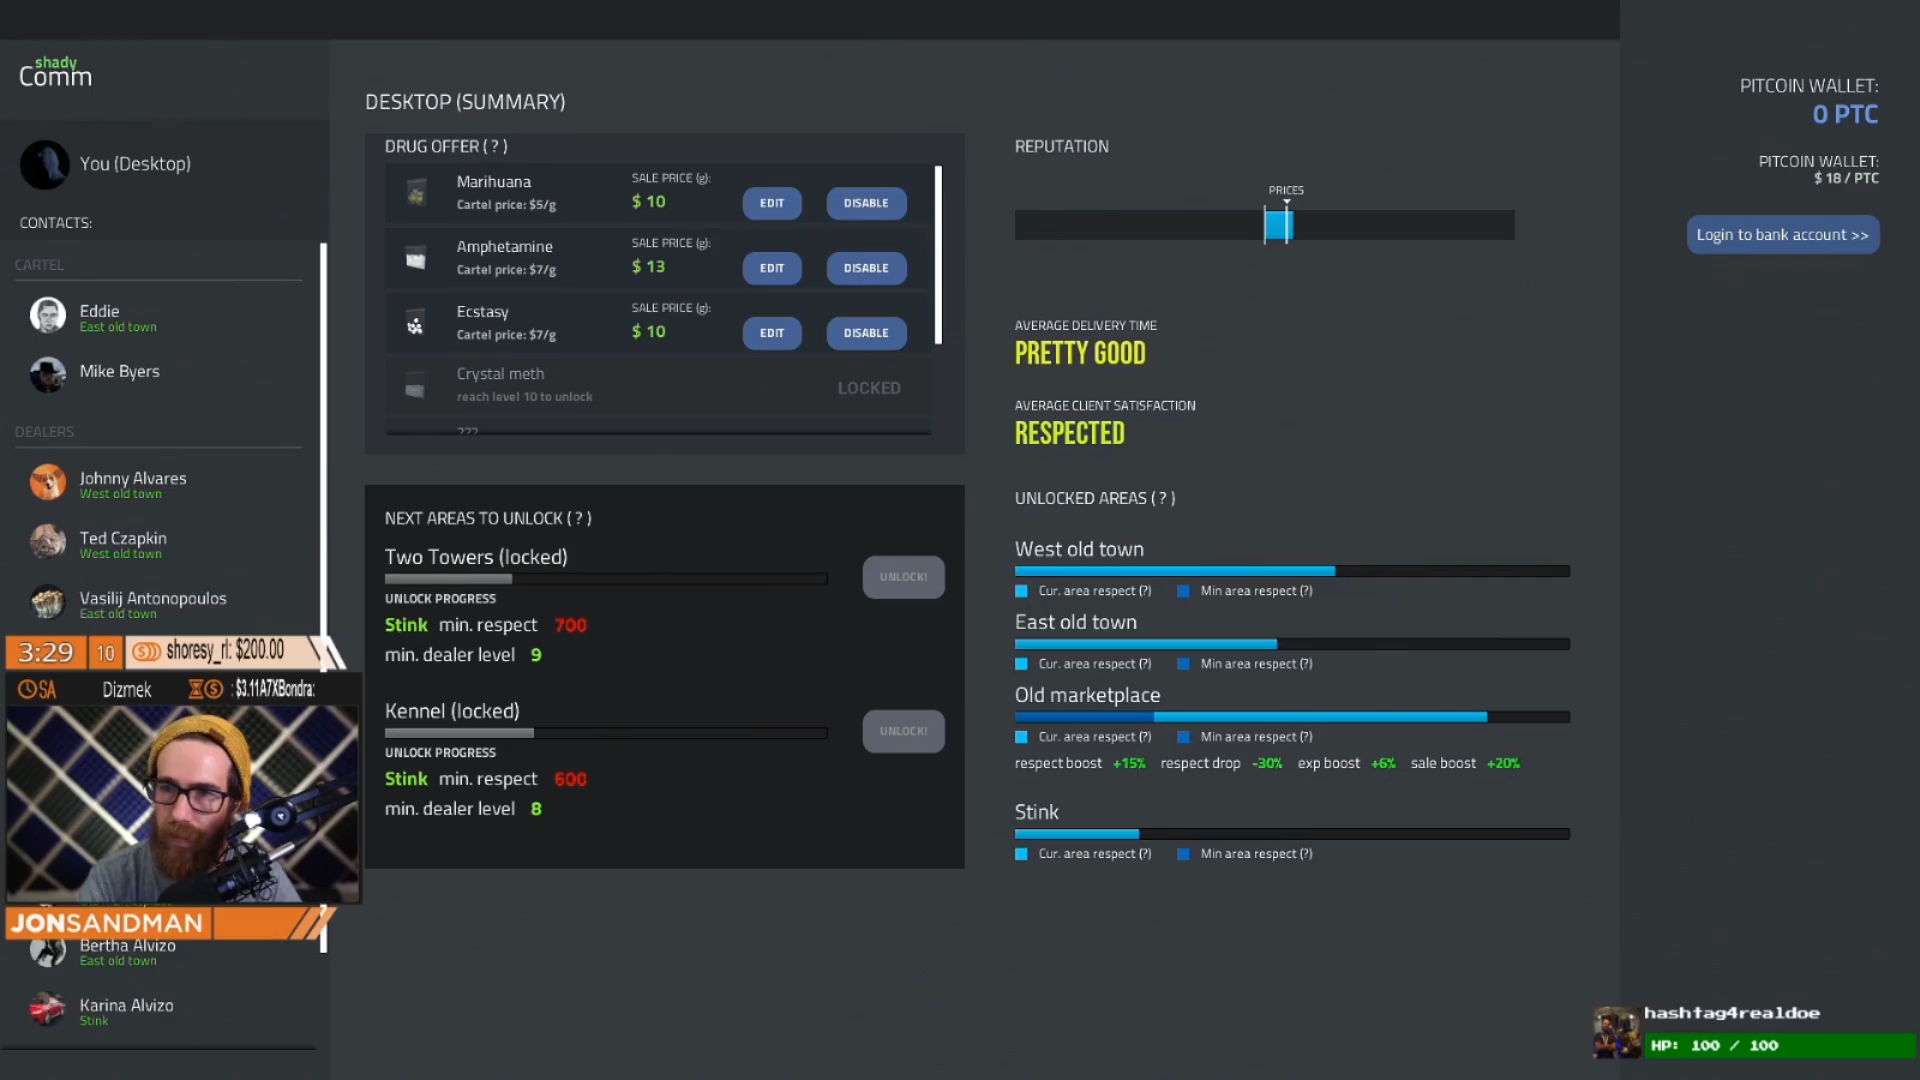 shady
Comm
You (Desktop)
CONTACTS:
CARTEL
Eddie
East old town
Mike Byers
DEALERS
Johnny Alvares
West old town
Ted Czapkin
West old town
Vasilij Antonopoulos
East old town
3:29
10
shoresy_rl: $200.00
SA
Dizmek
: $3.11A7XBondra:
JONSANDMAN
Bertha Alvizo
East old town
Karina Alvizo
Stink
DESKTOP (SUMMARY)
DRUG OFFER ( ? )
Marihuana
Cartel price: $5/g
SALE PRICE (g):
$ 10
EDIT
DISABLE
Amphetamine
Cartel price: $7/g
SALE PRICE (g):
$ 13
EDIT
DISABLE
Ecstasy
Cartel price: $7/g
SALE PRICE (g):
$ 10
EDIT
DISABLE
Crystal meth
reach level 10 to unlock
LOCKED
???
NEXT AREAS TO UNLOCK ( ? )
Two Towers (locked)
UNLOCK!
UNLOCK PROGRESS
Stink min. respect 700
min. dealer level 9
Kennel (locked)
UNLOCK!
UNLOCK PROGRESS
Stink min. respect 600
min. dealer level 8
REPUTATION
PRICES
AVERAGE DELIVERY TIME
PRETTY GOOD
AVERAGE CLIENT SATISFACTION
RESPECTED
UNLOCKED AREAS ( ? )
West old town
Cur. area respect (?) Min area respect (?)
East old town
Cur. area respect (?) Min area respect (?)
Old marketplace
Cur. area respect (?) Min area respect (?)
respect boost +15% respect drop -30% exp boost +6% sale boost +20%
Stink
Cur. area respect (?) Min area respect (?)
PITCOIN WALLET:
0 PTC
PITCOIN WALLET:
$ 18 / PTC
Login to bank account >>
hashtag4realdoe
HP: 100 / 100